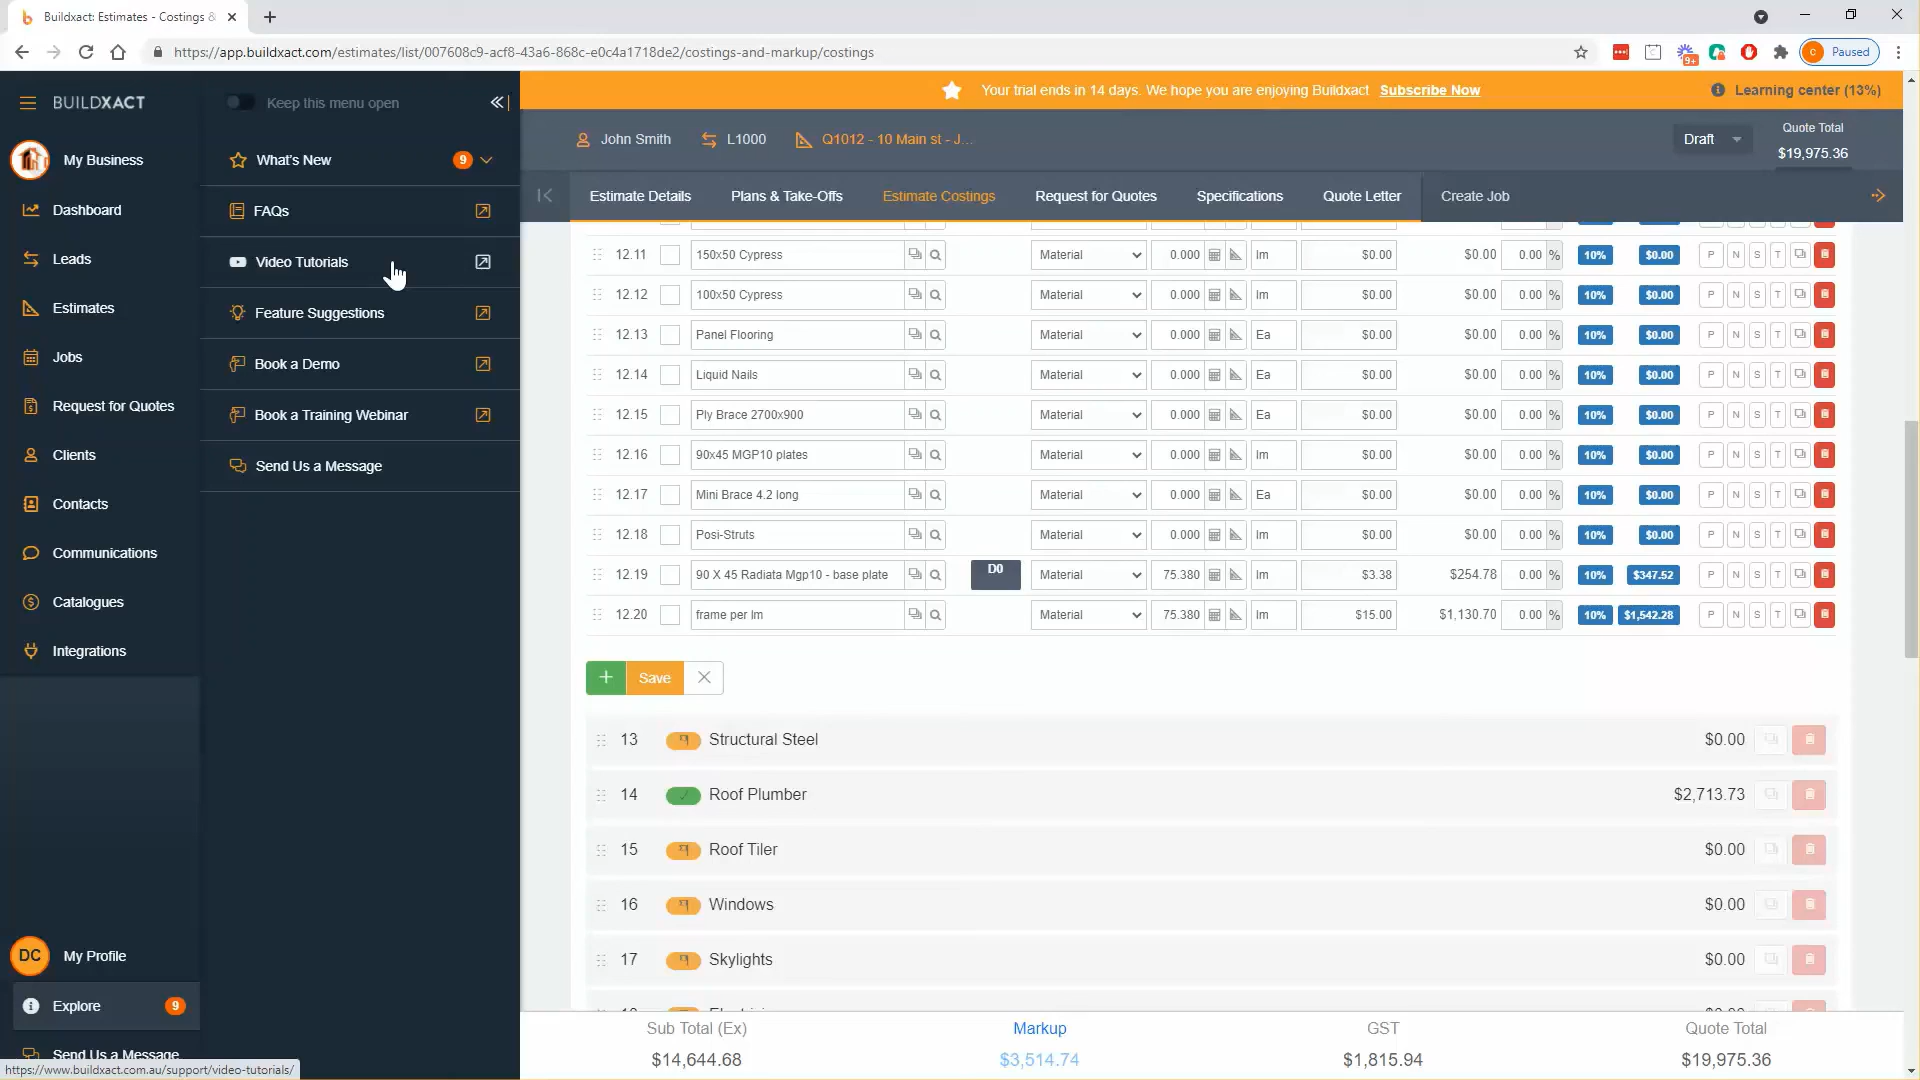 Buildxact: Estimates - Costings &
https://app.buildxact.com/estimates/list/007608c9-acf8-43a6-868c-e0c4a1718de2/costings-and-markup/costings
9+
C Paused
BUILDXACT
Keep this menu open
My Business
Dashboard
Leads
Estimates
Jobs
Request for Quotes
Clients
Contacts
Communications
Catalogues
Integrations
DC My Profile
Explore 9
Send Us a Message
https://www.buildxact.com.au/support/video-tutorials/
What's New 9
FAQs
Video Tutorials
Feature Suggestions
Book a Demo
Book a Training Webinar
Send Us a Message
Your trial ends in 14 days. We hope you are enjoying Buildxact Subscribe Now
Learning center (13%)
John Smith L1000 Q1012 - 10 Main st - J...
Draft
Quote Total
$19,975.36
Estimate Details Plans & Take-Offs Estimate Costings Request for Quotes Specifications Quote Letter Create Job
12.11 150x50 Cypress Material 0.000 lm $0.00 $0.00 0.00 % 10% $0.00 P N S T
12.12 100x50 Cypress Material 0.000 lm $0.00 $0.00 0.00 % 10% $0.00 P N S T
12.13 Panel Flooring Material 0.000 Ea $0.00 $0.00 0.00 % 10% $0.00 P N S T
12.14 Liquid Nails Material 0.000 Ea $0.00 $0.00 0.00 % 10% $0.00 P N S T
12.15 Ply Brace 2700x900 Material 0.000 Ea $0.00 $0.00 0.00 % 10% $0.00 P N S T
12.16 90x45 MGP10 plates Material 0.000 lm $0.00 $0.00 0.00 % 10% $0.00 P N S T
12.17 Mini Brace 4.2 long Material 0.000 Ea $0.00 $0.00 0.00 % 10% $0.00 P N S T
12.18 Posi-Struts Material 0.000 lm $0.00 $0.00 0.00 % 10% $0.00 P N S T
12.19 90 X 45 Radiata Mgp10 - base plate D0 Material 75.380 lm $3.38 $254.78 0.00 % 10% $347.52 P N S T
12.20 frame per lm Material 75.380 lm $15.00 $1,130.70 0.00 % 10% $1,542.28 P N S T
+ Save
13 Structural Steel $0.00
14 Roof Plumber $2,713.73
15 Roof Tiler $0.00
16 Windows $0.00
17 Skylights $0.00
Sub Total (Ex) Markup GST Quote Total
$14,644.68 $3,514.74 $1,815.94 $19,975.36